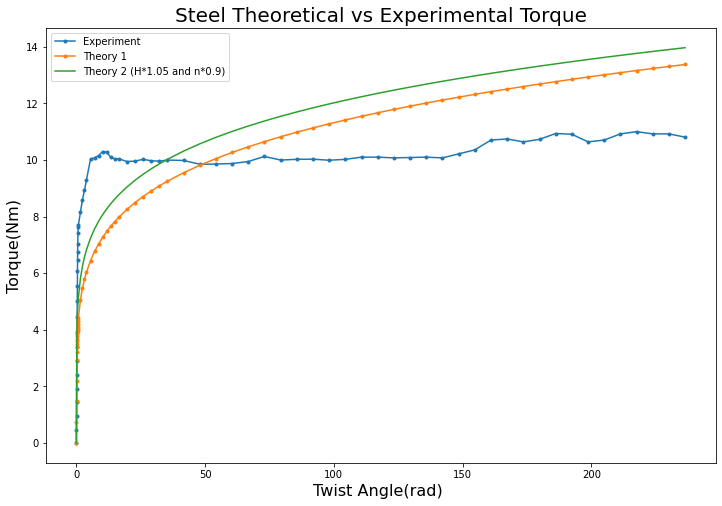 Steel Theoretical vs Experimental Torque
Experiment
Theory 1
Theory 2 (H*1.05 and n*0.9)
Torque(Nm)
14
12
10
8
6
4
2
0
0 50 100 150 200
Twist Angle(rad)